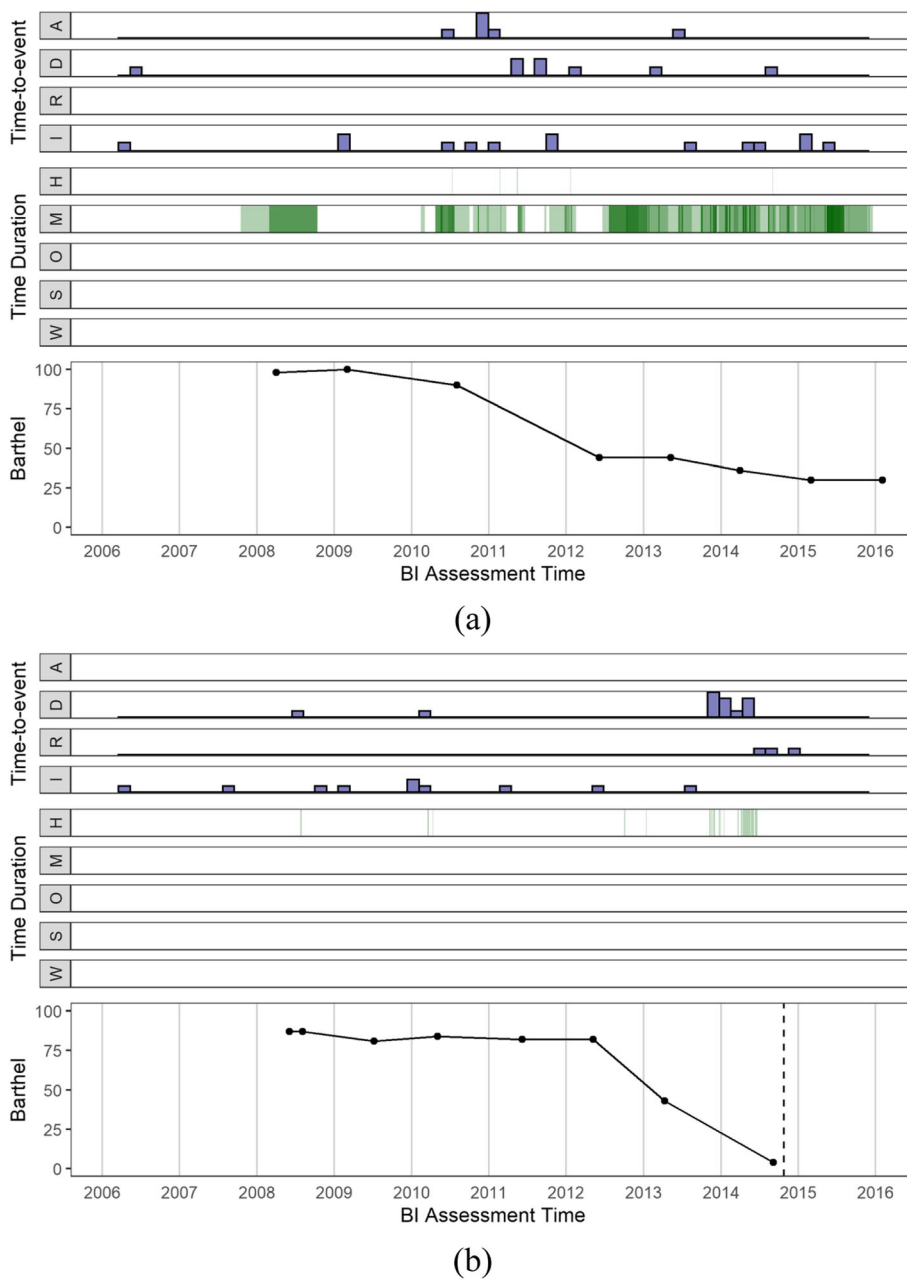 Time-to-event
A
D
R
I
Time Duration
H
M
O
S
W
Barthel
100
75
50
25
0
2006 2007 2008 2009 2010 2011 2012 2013 2014 2015 2016
BI Assessment Time
(a)
Time-to-event
A
D
R
I
Time Duration
H
M
O
S
W
Barthel
100
75
50
25
0
2006 2007 2008 2009 2010 2011 2012 2013 2014 2015 2016
BI Assessment Time
(b)